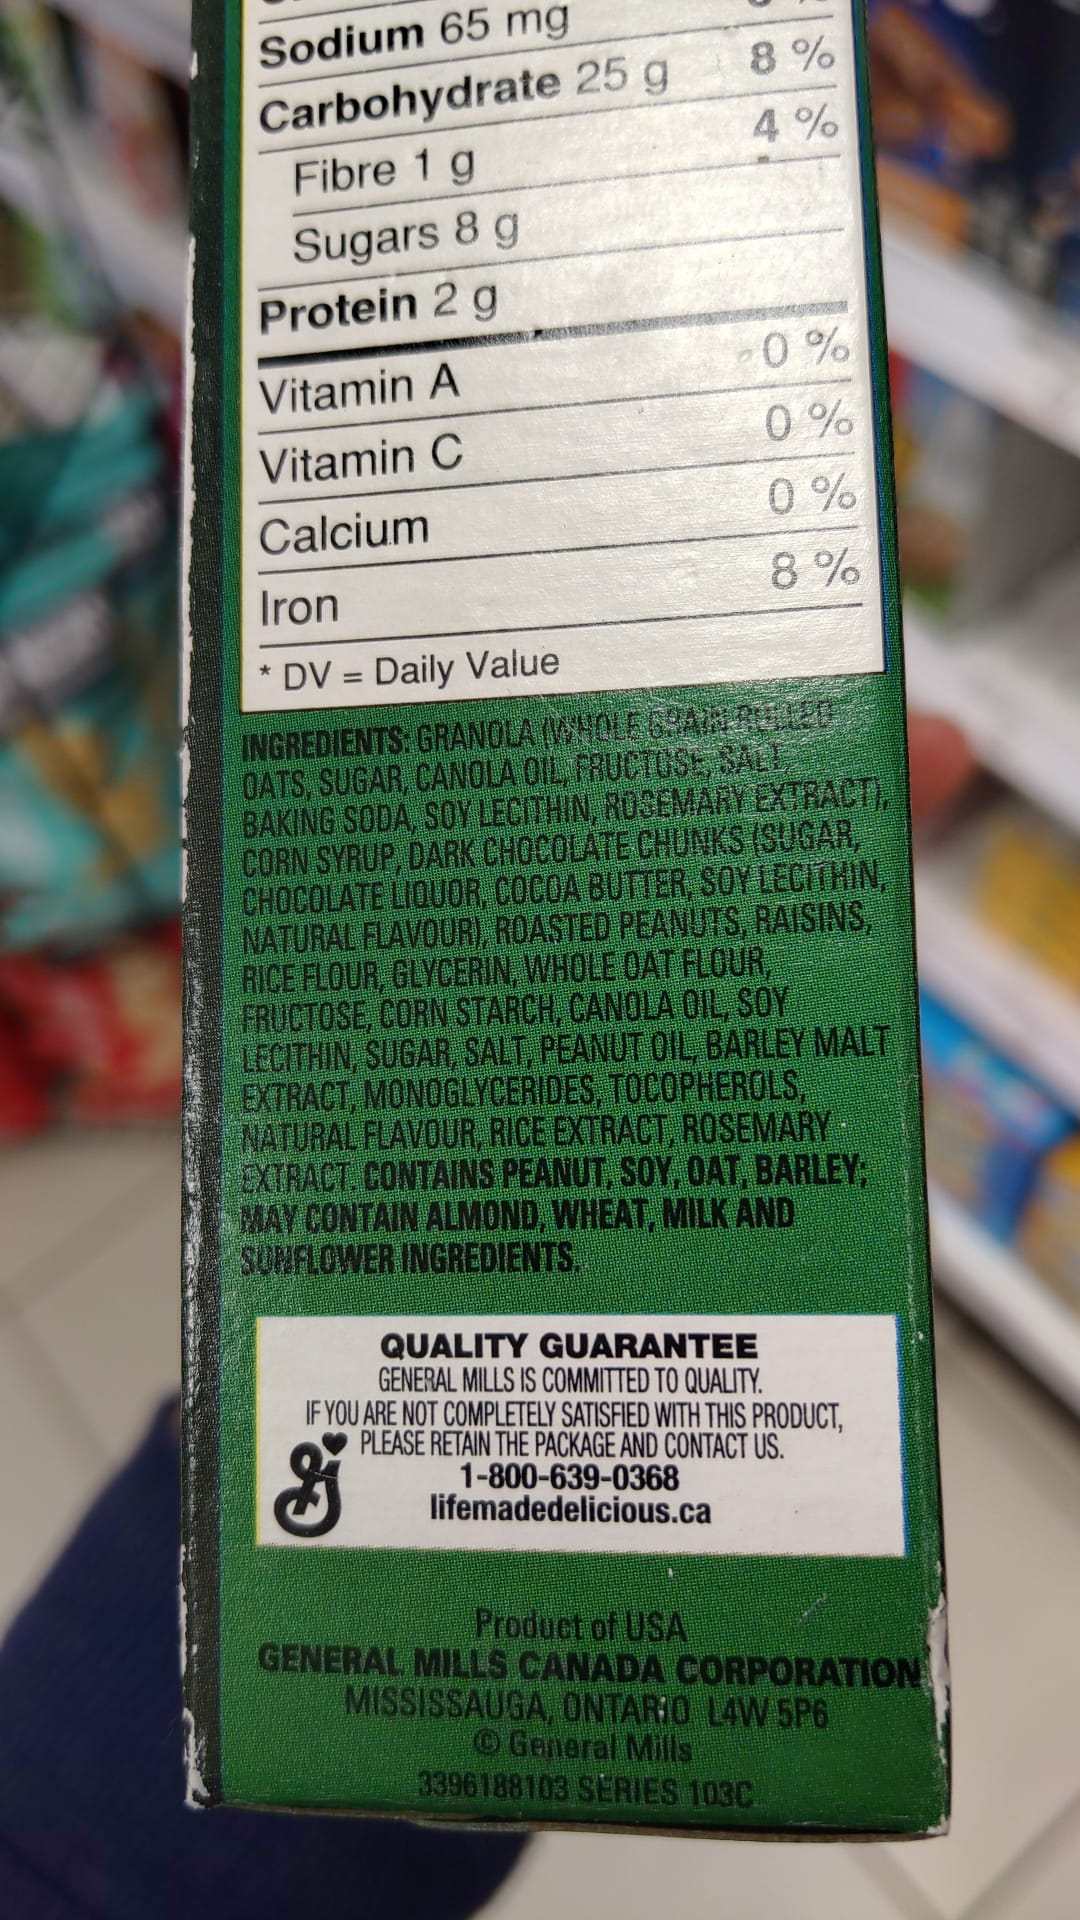 Sodium 65 mg
Carbohydrate 25 g 8 %
Fibre 1 g 4 %
Sugars 8 g
Protein 2 g
Vitamin A 0 %
Vitamin C 0 %
Calcium 0 %
Iron 8 %
* DV = Daily Value
INGREDIENTS: GRANOLA (WHOLE GRAIN ROLLED
OATS, SUGAR, CANOLA OIL, FRUCTOSE, SALT,
BAKING SODA, SOY LECITHIN, ROSEMARY EXTRACT),
CORN SYRUP, DARK CHOCOLATE CHUNKS (SUGAR,
CHOCOLATE LIQUOR, COCOA BUTTER, SOY LECITHIN,
NATURAL FLAVOUR), ROASTED PEANUTS, RAISINS,
RICE FLOUR, GLYCERIN, WHOLE OAT FLOUR,
FRUCTOSE, CORN STARCH, CANOLA OIL, SOY
LECITHIN, SUGAR, SALT, PEANUT OIL, BARLEY MALT
EXTRACT, MONOGLYCERIDES, TOCOPHEROLS,
NATURAL FLAVOUR, RICE EXTRACT, ROSEMARY
EXTRACT. CONTAINS PEANUT, SOY, OAT, BARLEY;
MAY CONTAIN ALMOND, WHEAT, MILK AND
SUNFLOWER INGREDIENTS.
QUALITY GUARANTEE
GENERAL MILLS IS COMMITTED TO QUALITY.
IF YOU ARE NOT COMPLETELY SATISFIED WITH THIS PRODUCT,
PLEASE RETAIN THE PACKAGE AND CONTACT US.
1-800-639-0368
lifemadedelicious.ca
Product of USA
GENERAL MILLS CANADA CORPORATION
MISSISSAUGA, ONTARIO L4W 5P6
© General Mills
3396188103 SERIES 103C